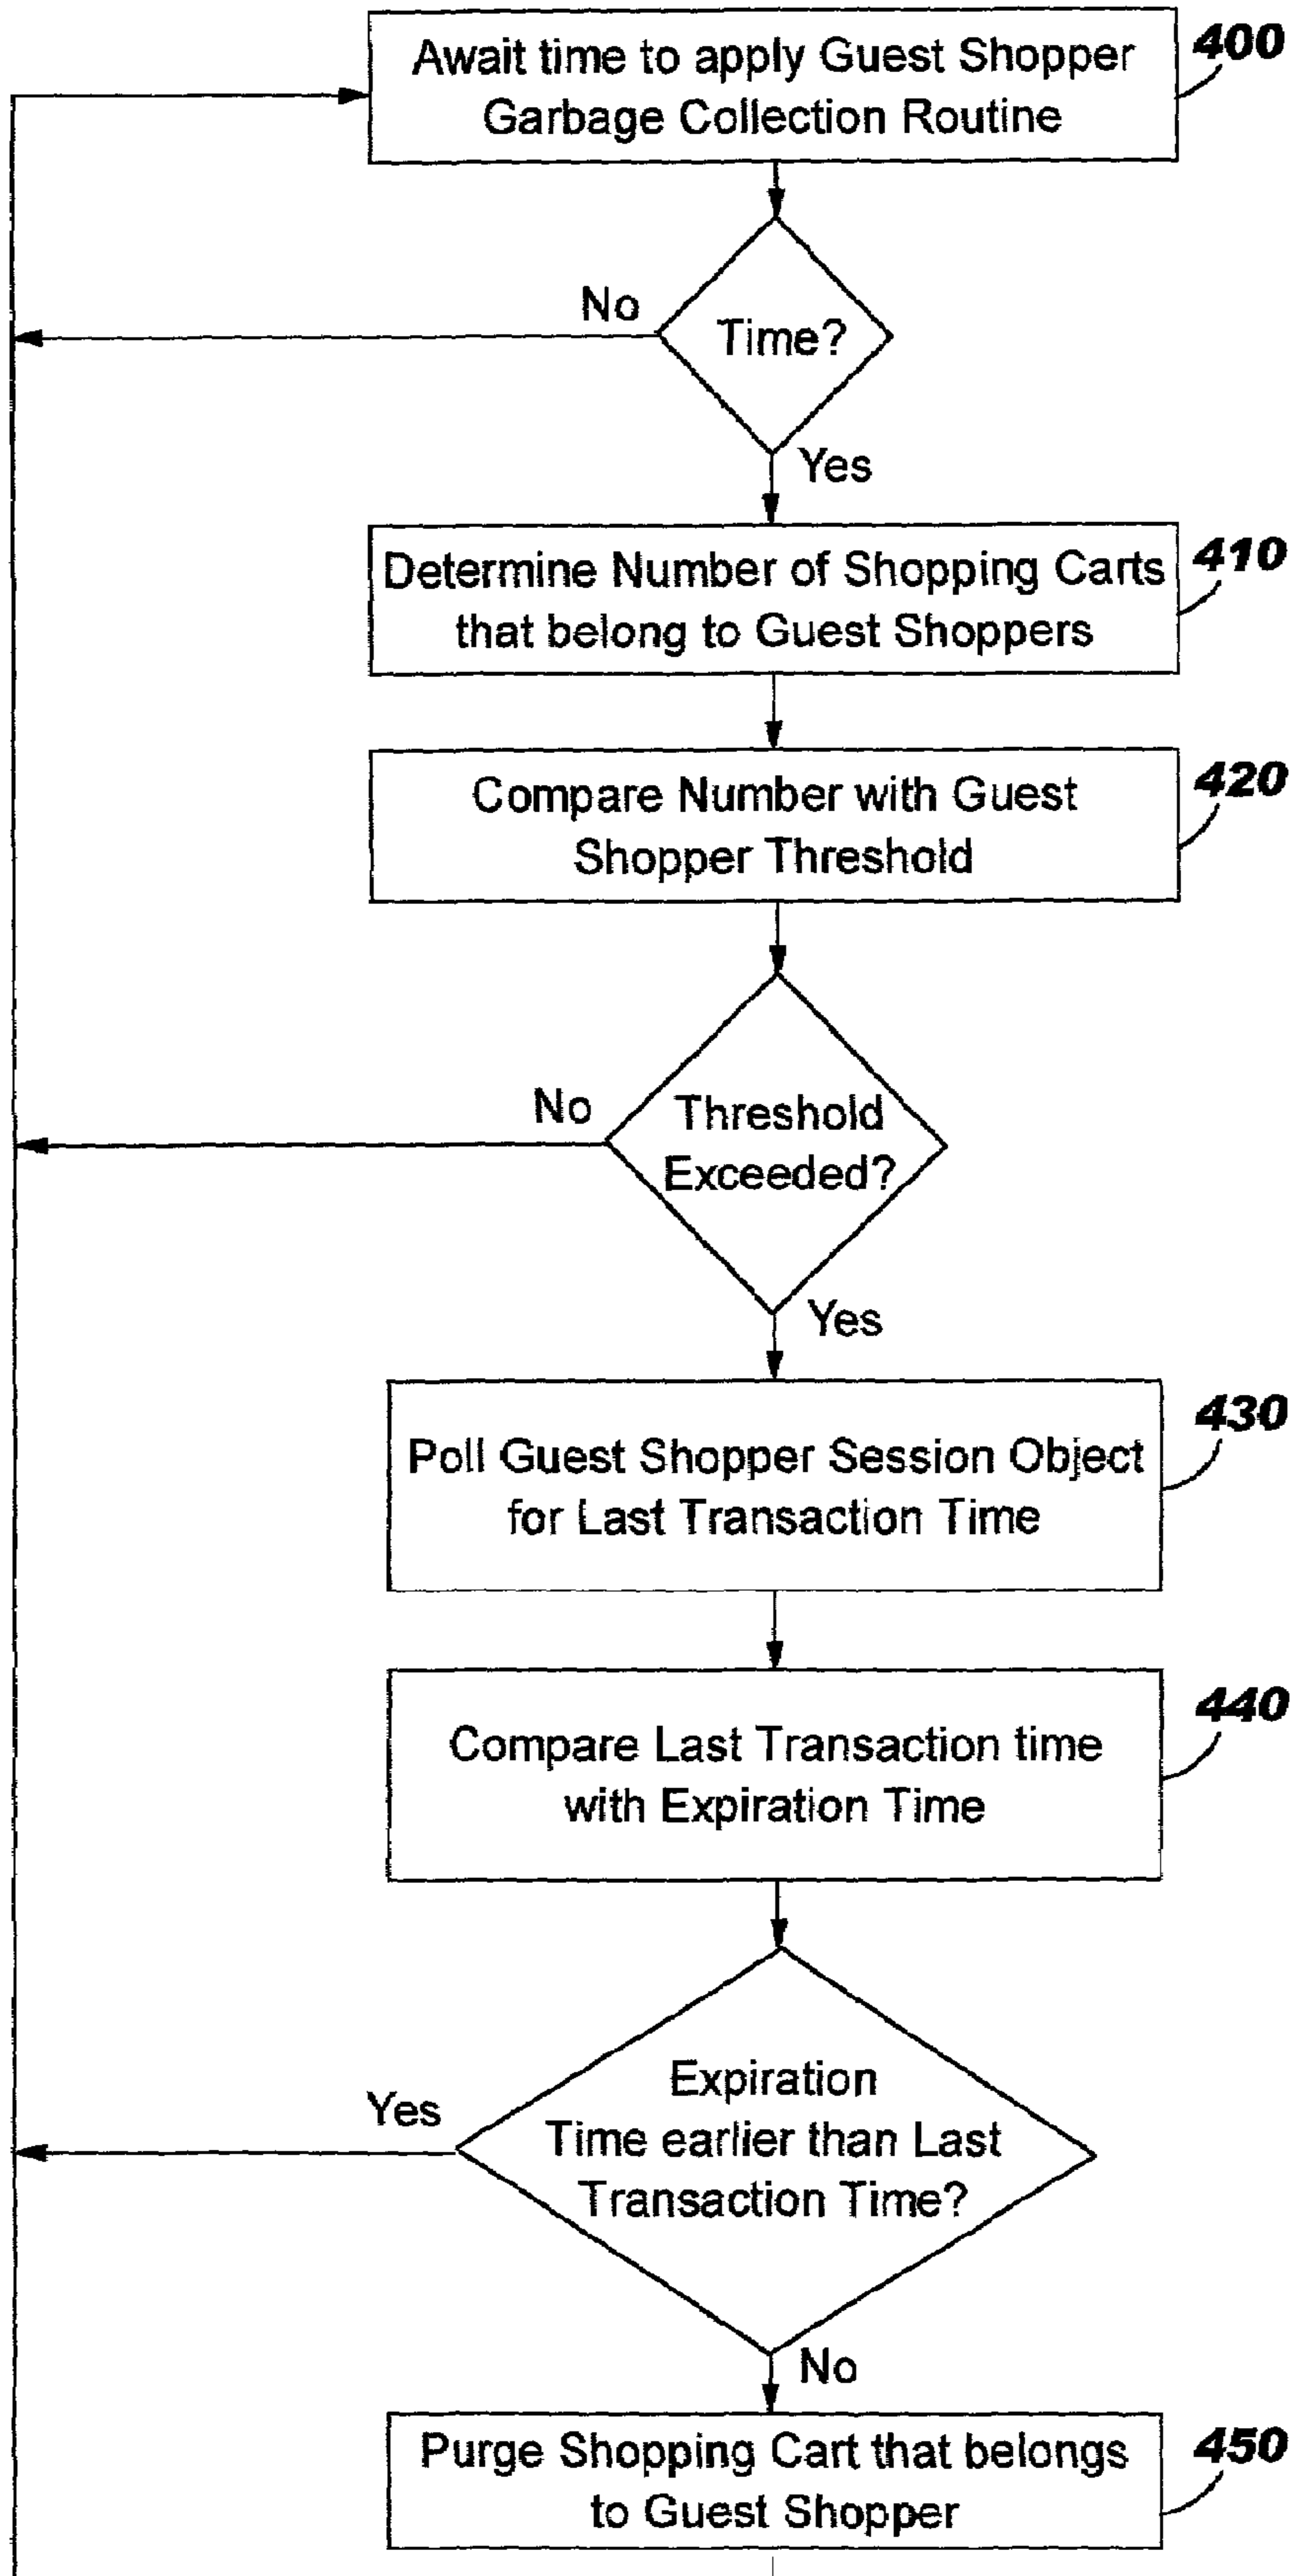 Await time to apply Guest Shopper
Garbage Collection Routine
400
Time?
No
Yes
Determine Number of Shopping Carts
that belong to Guest Shoppers
410
Compare Number with Guest
Shopper Threshold
420
Threshold
Exceeded?
No
Yes
Poll Guest Shopper Session Object
for Last Transaction Time
430
Compare Last Transaction time
with Expiration Time
440
Expiration
Time earlier than Last
Transaction Time?
Yes
No
Purge Shopping Cart that belongs
to Guest Shopper
450